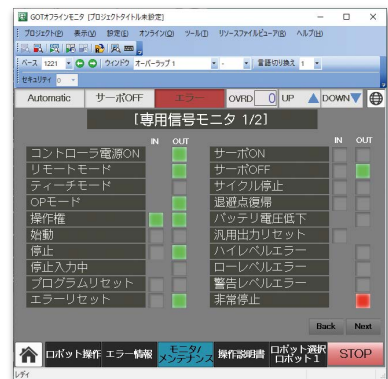 GOTオフラインモニタ [プロジェクトタイトル未設定]
プロジェクト(P) 表示(V) 設定(E) オンライン(O) ツール(T) リソースファイルビューア(R) ヘルプ(H)
ベース 1221 ウィンドウ オーバーラップ 1 - 言語切り換え 1
セキュリティ 0
Automatic サーボOFF エラー OVRD 0 UP DOWN
[専用信号モニタ 1/2]
IN OUT IN OUT
コントローラ電源ON サーボON
リモートモード サーボOFF
ティーチモード サイクル停止
OPモード 退避点復帰
操作権 バッテリ電圧低下
始動 汎用出力リセット
停止 ハイレベルエラー
停止入力中 ローレベルエラー
プログラムリセット 警告レベルエラー
エラーリセット 非常停止
Back Next
ロボット操作 エラー情報 モニタ/メンテナンス 操作説明書 ロボット選択 ロボット1 STOP
レディ